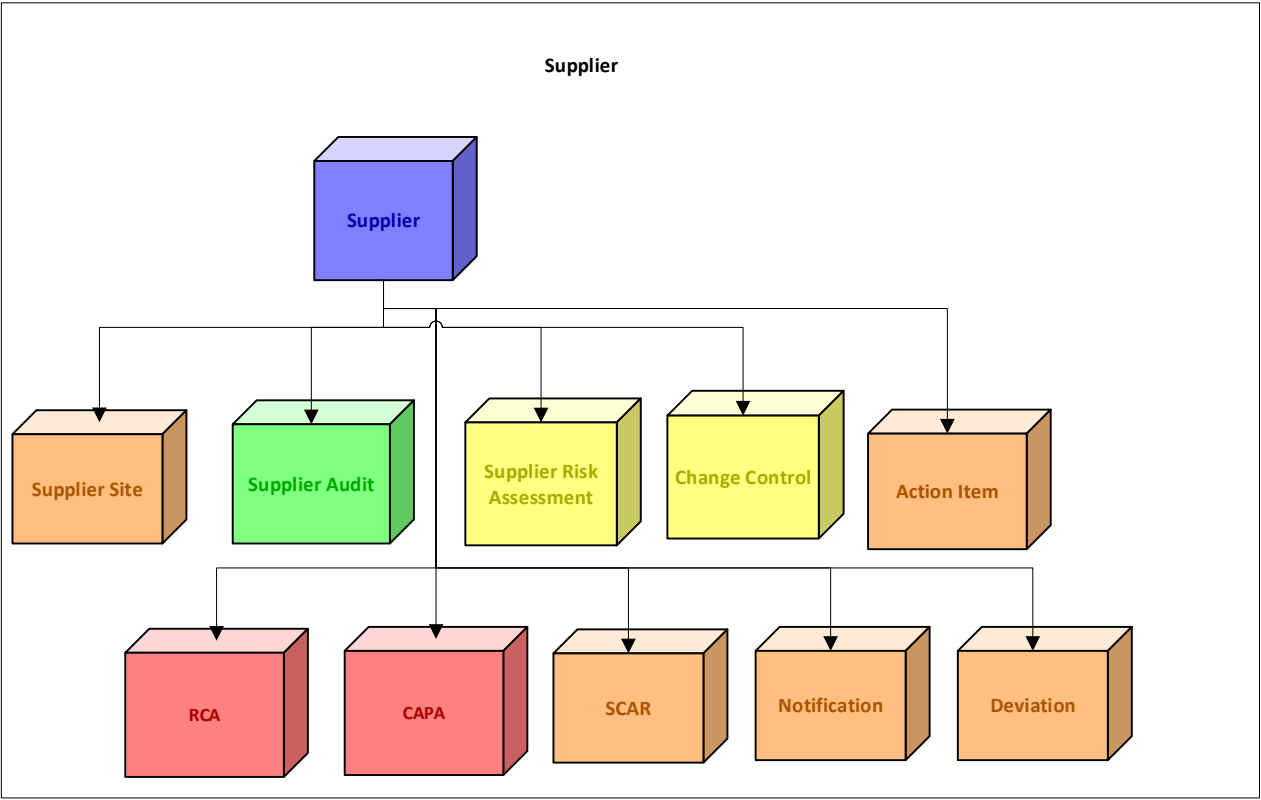 Supplier
Supplier
Supplier Site
Supplier Audit
Supplier Risk
Assessment
Change Control
Action Item
RCA
CAPA
SCAR
Notification
Deviation